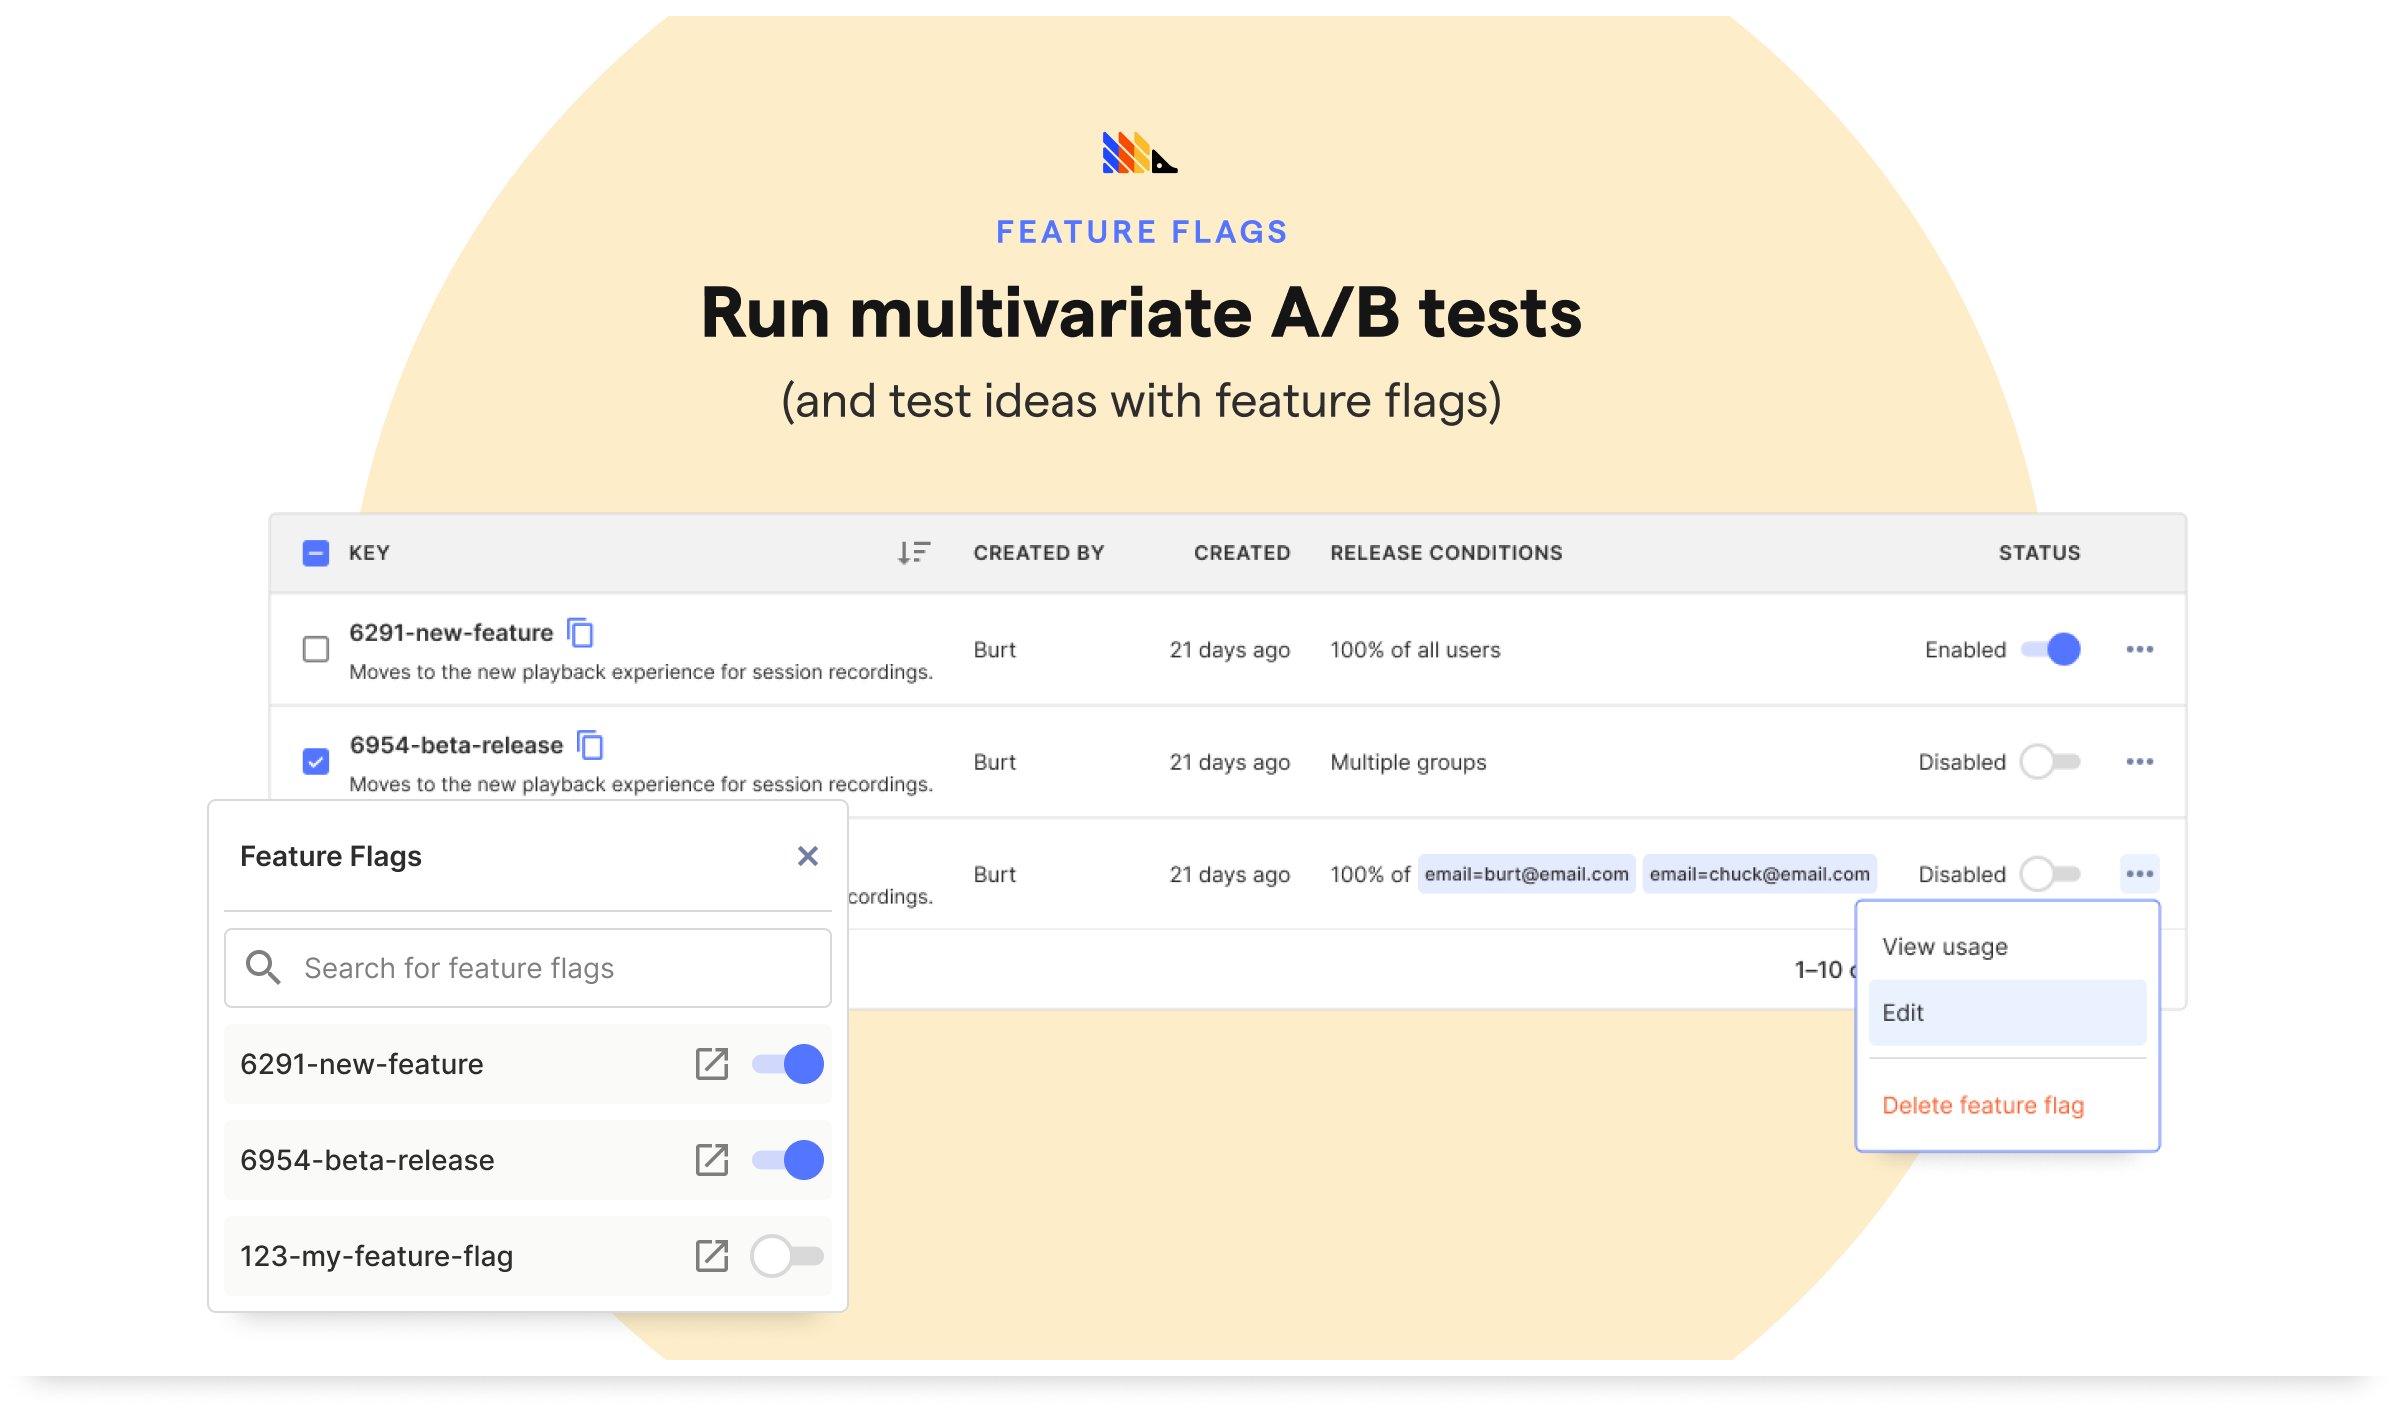 FEATURE FLAGS
Run multivariate A/B tests
(and test ideas with feature flags)
KEY CREATED BY CREATED RELEASE CONDITIONS STATUS
6291-new-feature
Moves to the new playback experience for session recordings.
Burt 21 days ago 100% of all users Enabled
6954-beta-release
Moves to the new playback experience for session recordings.
Burt 21 days ago Multiple groups Disabled
Burt 21 days ago 100% of email=burt@email.com email=chuck@email.com Disabled
cordings.
1–10
View usage
Edit
Delete feature flag
Feature Flags
Search for feature flags
6291-new-feature
6954-beta-release
123-my-feature-flag